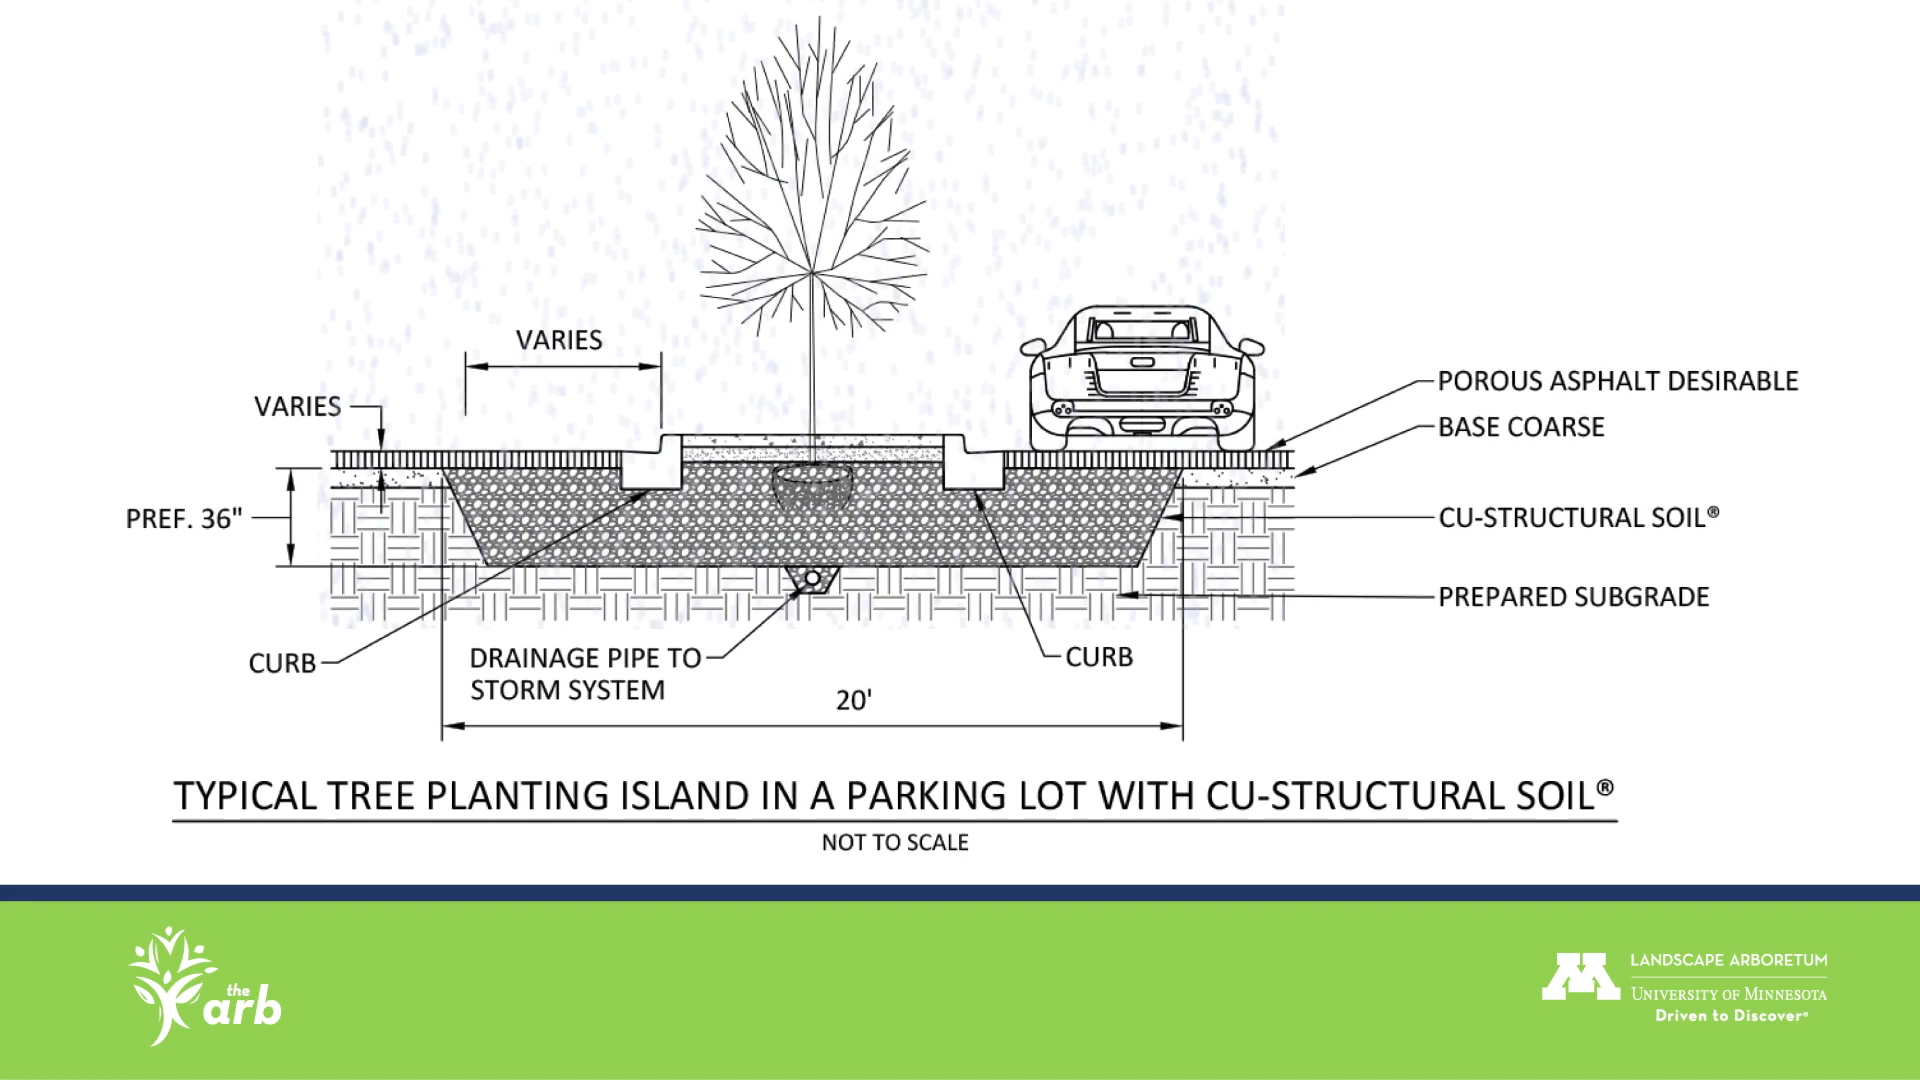 VARIES
VARIES
POROUS ASPHALT DESIRABLE
BASE COARSE
PREF. 36"
CU-STRUCTURAL SOIL®
PREPARED SUBGRADE
CURB
DRAINAGE PIPE TO
STORM SYSTEM
CURB
20'
TYPICAL TREE PLANTING ISLAND IN A PARKING LOT WITH CU-STRUCTURAL SOIL®
NOT TO SCALE
the
arb
M
LANDSCAPE ARBORETUM
UNIVERSITY OF MINNESOTA
Driven to Discover®